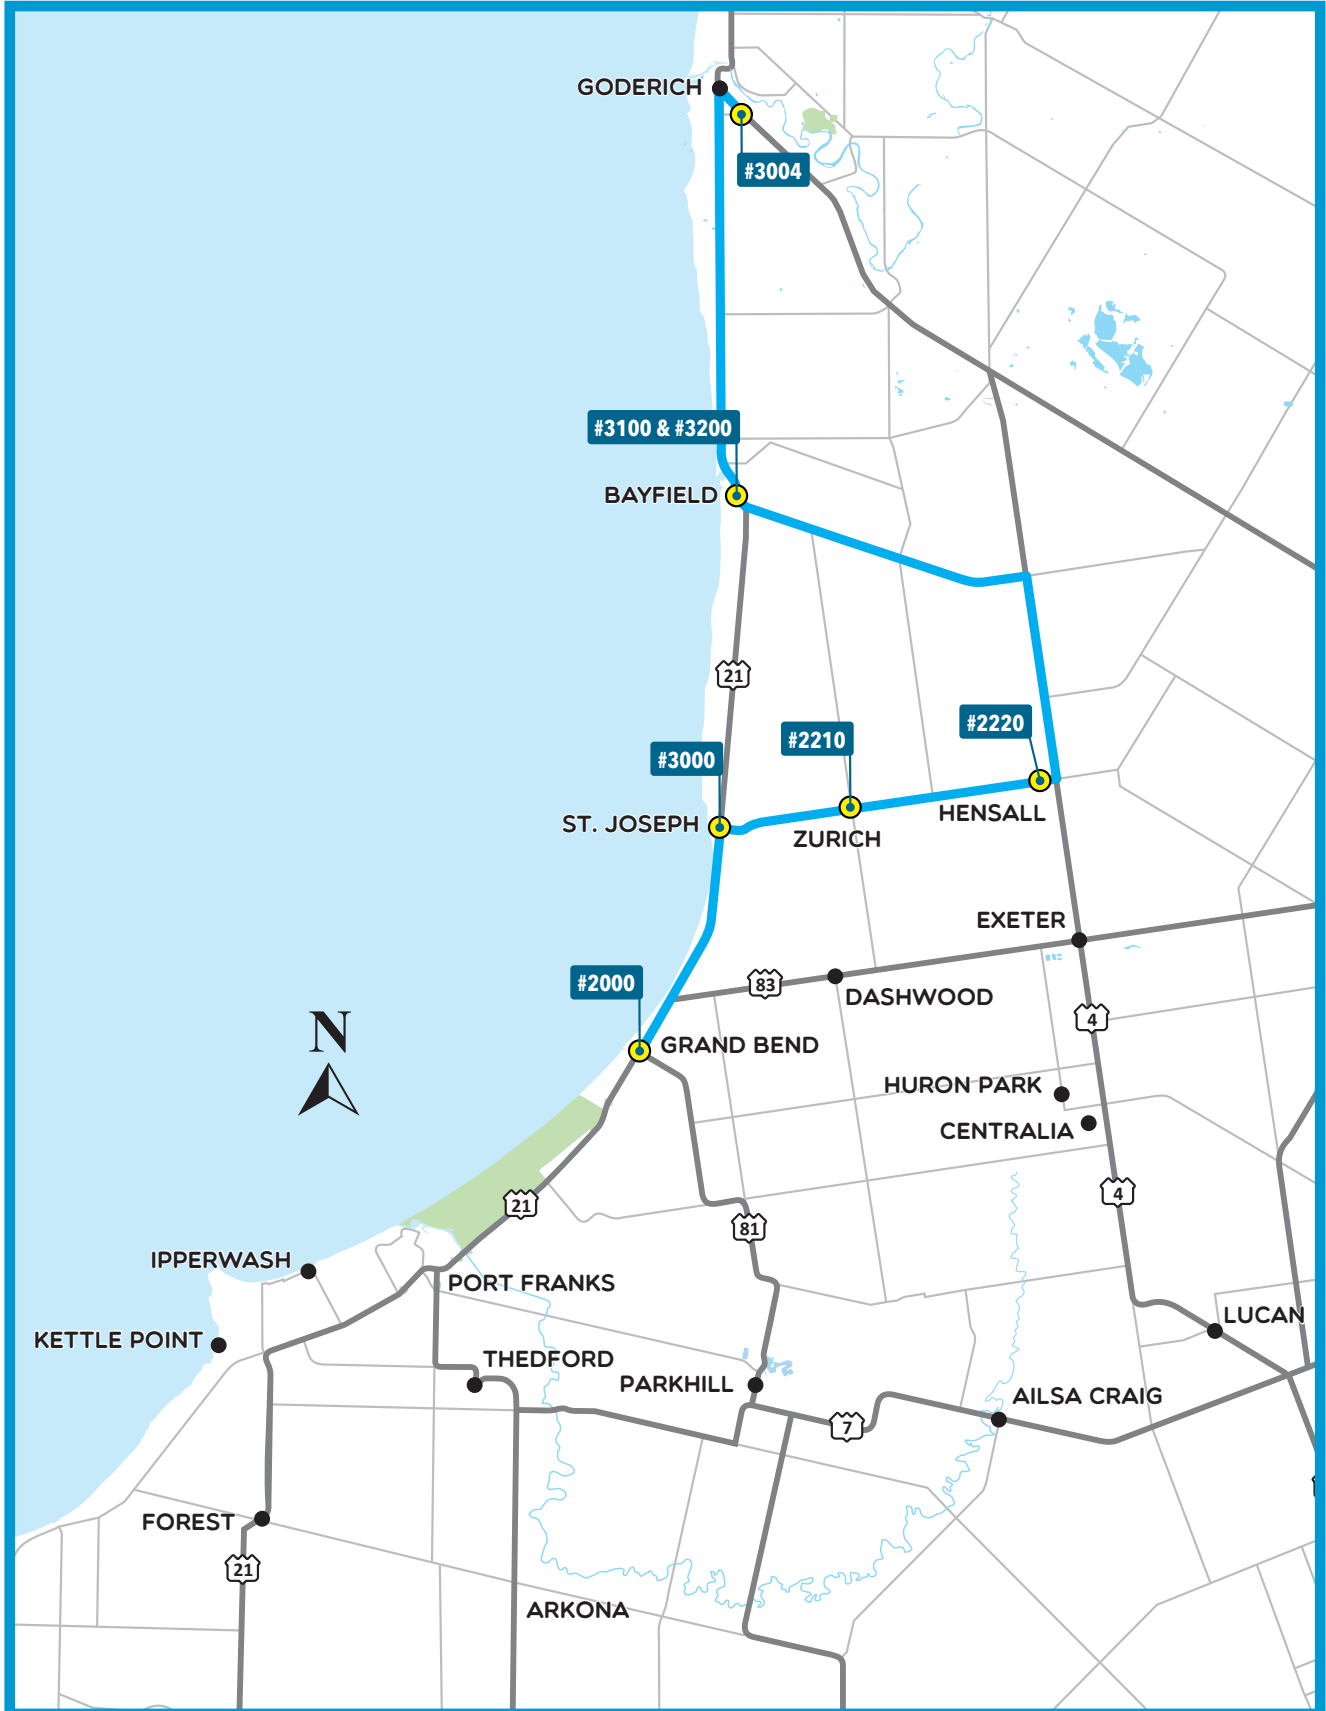 GODERICH
#3004
#3100 & #3200
BAYFIELD
21
#2220
#2210
#3000
HENSALL
ST. JOSEPH
ZURICH
EXETER
#2000
83
DASHWOOD
4
N
GRAND BEND
HURON PARK
CENTRALIA
4
21
81
IPPERWASH
PORT FRANKS
LUCAN
KETTLE POINT
THEDFORD
PARKHILL
AILSA CRAIG
7
FOREST
21
ARKONA